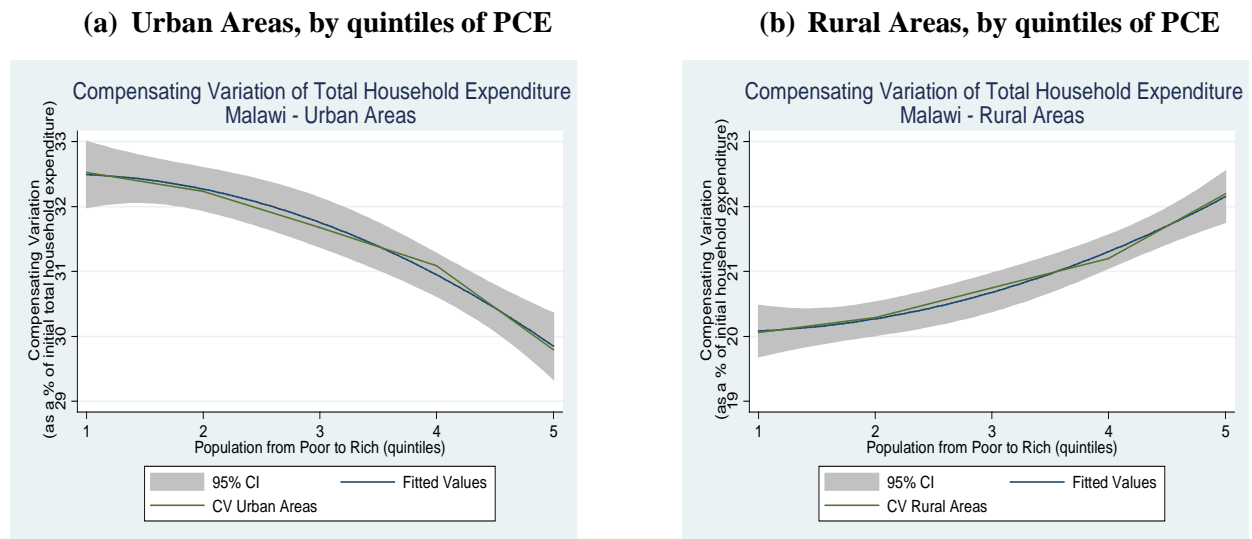 (a) Urban Areas, by quintiles of PCE
Compensating Variation of Total Household Expenditure
Malawi - Urban Areas
Compensating Variation
(as a % of initial total household expenditure)
33
32
31
30
29
1 2 3 4 5
Population from Poor to Rich (quintiles)
95% CI Fitted Values
CV Urban Areas
(b) Rural Areas, by quintiles of PCE
Compensating Variation of Total Household Expenditure
Malawi - Rural Areas
Compensating Variation
(as a % of initial household expenditure)
23
22
21
20
19
1 2 3 4 5
Population from Poor to Rich (quintiles)
95% CI Fitted Values
CV Rural Areas